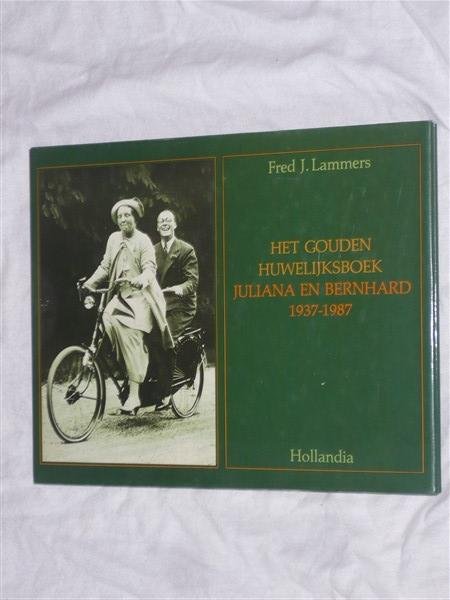 Fred J. Lammers
HET GOUDEN
HUWELIJKSBOEK
JULIANA EN BERNHARD
1937-1987
Hollandia